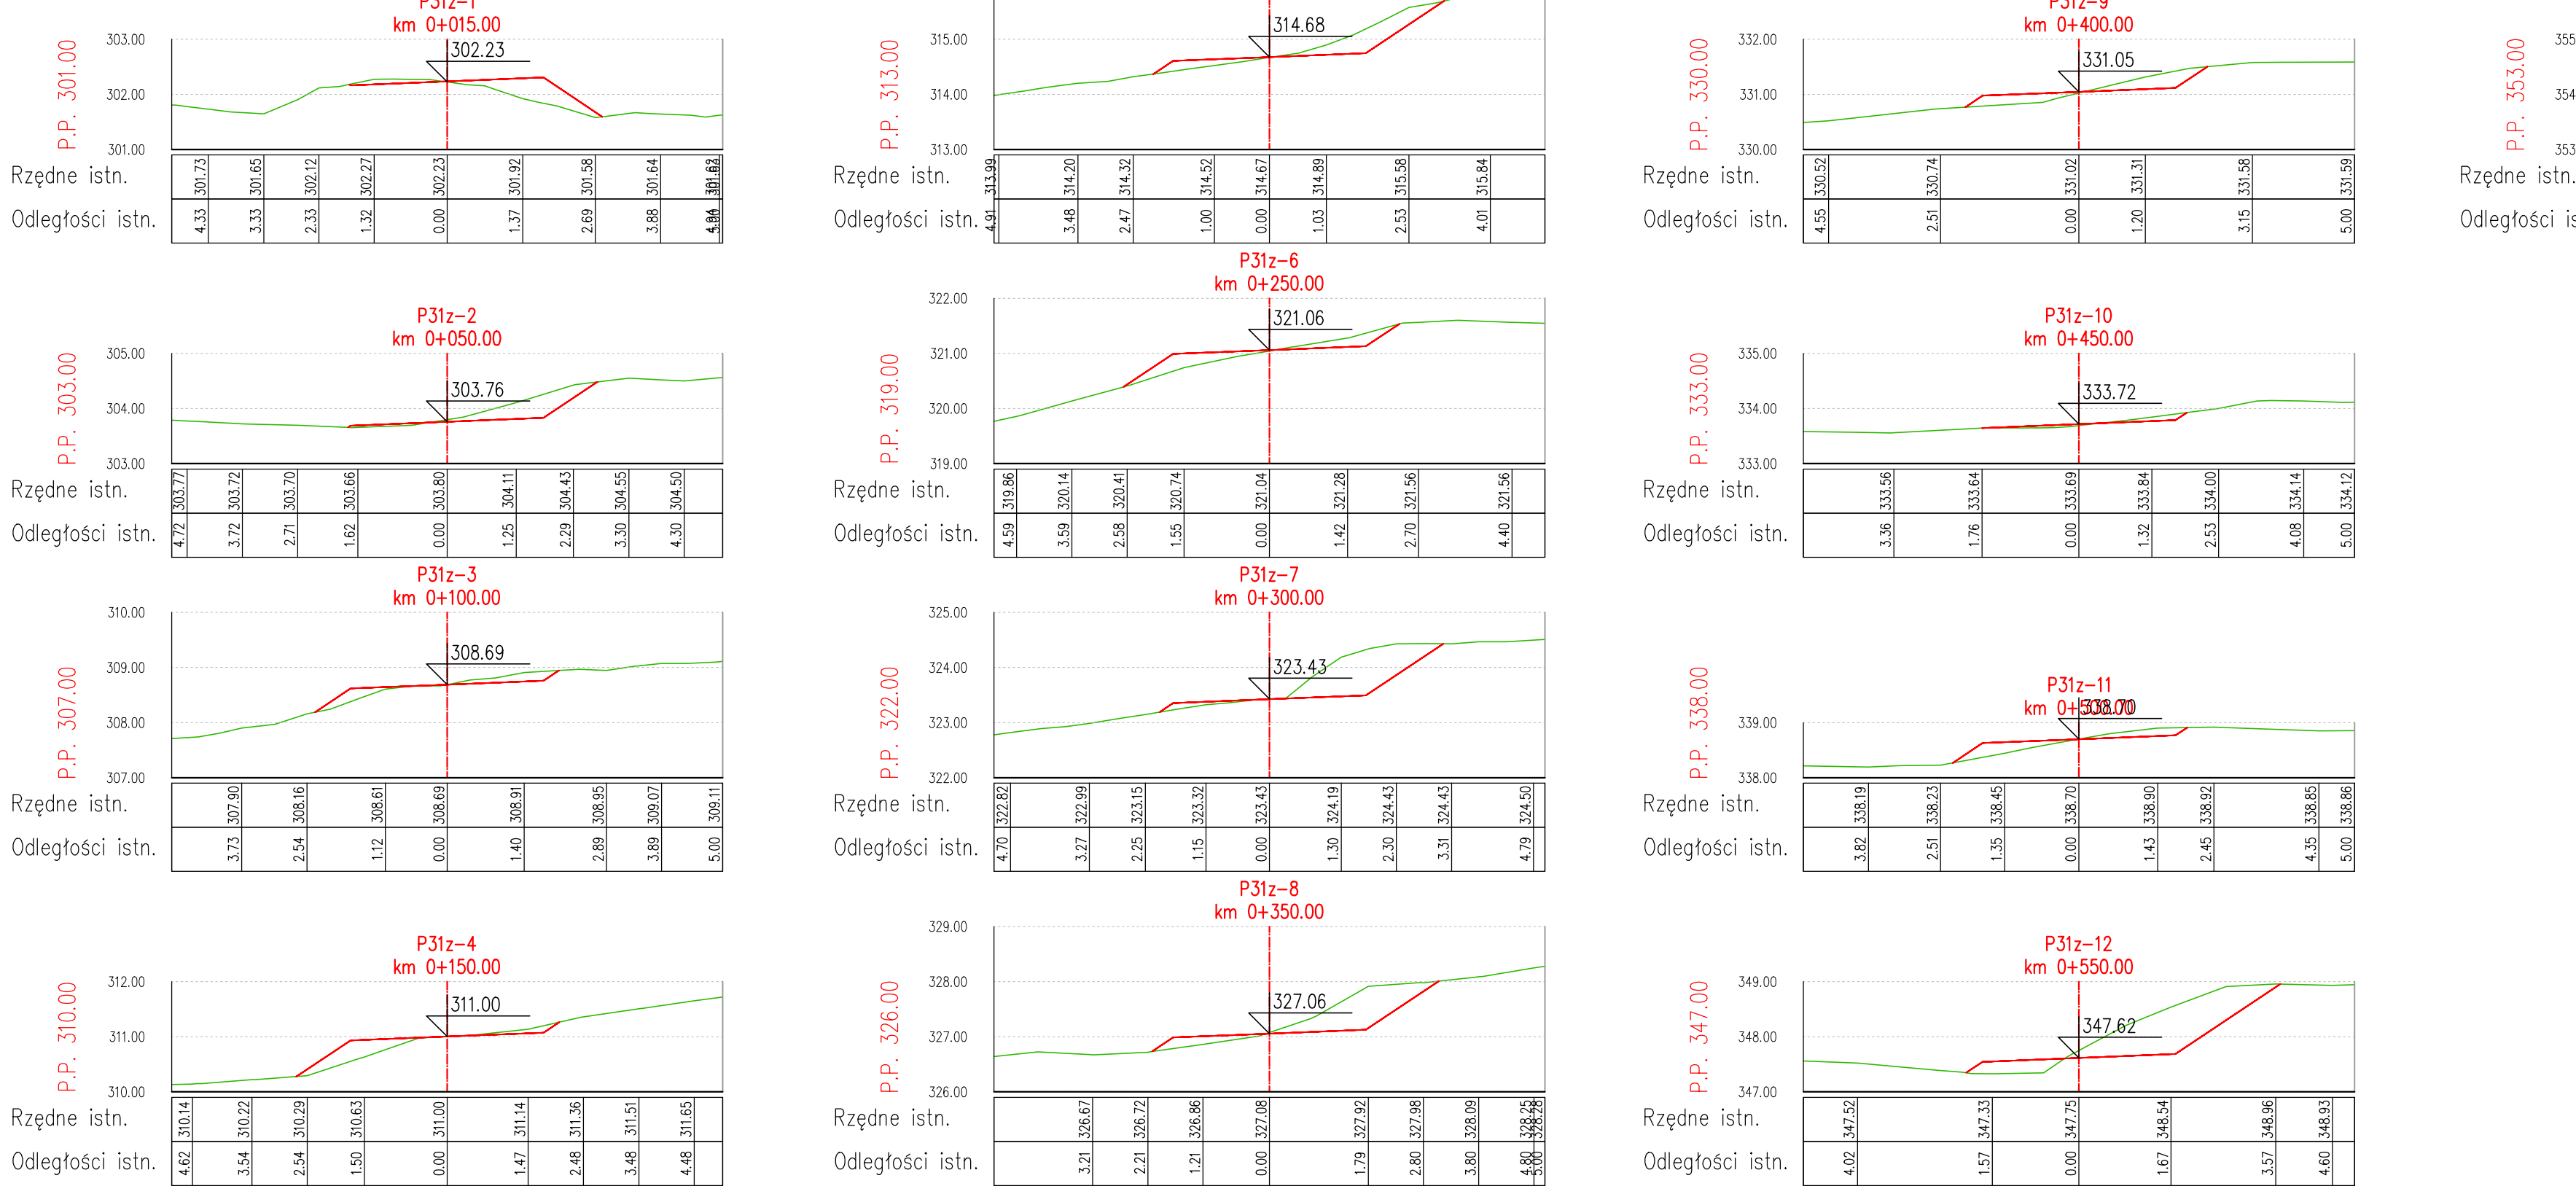 P31z-1
km 0+015.00
P.P. 301.00
303.00
302.00
301.00
302.23
Rzędne istn.
301.73 301.65 302.12 302.27 302.23 301.92 301.58 301.64
Odległości istn.
4.33 3.33 2.33 1.32 0.00 1.37 2.69 3.88
P31z-2
km 0+050.00
P.P. 303.00
305.00
304.00
303.00
303.76
Rzędne istn.
303.77 303.72 303.70 303.66 303.80 304.11 304.43 304.55 304.50
Odległości istn.
4.72 3.72 2.71 1.62 0.00 1.25 2.29 3.30 4.30
P31z-3
km 0+100.00
P.P. 307.00
310.00
309.00
308.00
307.00
308.69
Rzędne istn.
307.90 308.16 308.61 308.69 308.91 308.95 309.07 309.11
Odległości istn.
3.73 2.54 1.12 0.00 1.40 2.89 3.89 5.00
P31z-4
km 0+150.00
P.P. 310.00
312.00
311.00
310.00
311.00
Rzędne istn.
310.14 310.22 310.29 310.63 311.00 311.14 311.36 311.51 311.65
Odległości istn.
4.62 3.54 2.54 1.50 0.00 1.47 2.48 3.48 4.48
P.P. 313.00
315.00
314.00
313.00
314.68
Rzędne istn.
313.99 314.20 314.32 314.52 314.67 314.89 315.58 315.84
Odległości istn.
4.91 3.48 2.47 1.00 0.00 1.03 2.53 4.01
P31z-6
km 0+250.00
P.P. 319.00
322.00
321.00
320.00
319.00
321.06
Rzędne istn.
319.86 320.14 320.41 320.74 321.04 321.28 321.56 321.56
Odległości istn.
4.59 3.59 2.58 1.55 0.00 1.42 2.70 4.40
P31z-7
km 0+300.00
P.P. 322.00
325.00
324.00
323.00
322.00
323.43
Rzędne istn.
322.82 322.99 323.15 323.32 323.43 324.19 324.43 324.43 324.50
Odległości istn.
4.70 3.27 2.25 1.15 0.00 1.30 2.30 3.31 4.79
P31z-8
km 0+350.00
P.P. 326.00
329.00
328.00
327.00
326.00
327.06
Rzędne istn.
326.67 326.72 326.86 327.08 327.92 327.98 328.09 328.25 328.28
Odległości istn.
3.21 2.21 1.21 0.00 1.79 2.80 3.80 4.80 5.00
P31z-9
km 0+400.00
P.P. 330.00
332.00
331.00
330.00
331.05
Rzędne istn.
330.52 330.74 331.02 331.31 331.58 331.59
Odległości istn.
4.55 2.51 0.00 1.20 3.15 5.00
P31z-10
km 0+450.00
P.P. 333.00
335.00
334.00
333.00
333.72
Rzędne istn.
333.56 333.64 333.69 333.84 334.00 334.14 334.12
Odległości istn.
3.36 1.76 0.00 1.32 2.53 4.08 5.00
P31z-11
km 0+500.00
P.P. 338.00
339.00
338.00
338.70
Rzędne istn.
338.19 338.23 338.45 338.70 338.90 338.92 338.85 338.86
Odległości istn.
3.82 2.51 1.35 0.00 1.43 2.45 4.35 5.00
P31z-12
km 0+550.00
P.P. 347.00
349.00
348.00
347.00
347.62
Rzędne istn.
347.52 347.33 347.75 348.54 348.96 348.93
Odległości istn.
4.02 1.57 0.00 1.67 3.57 4.60
P.P. 353.00
355
354
353
Rzędne istn.
Odległości is